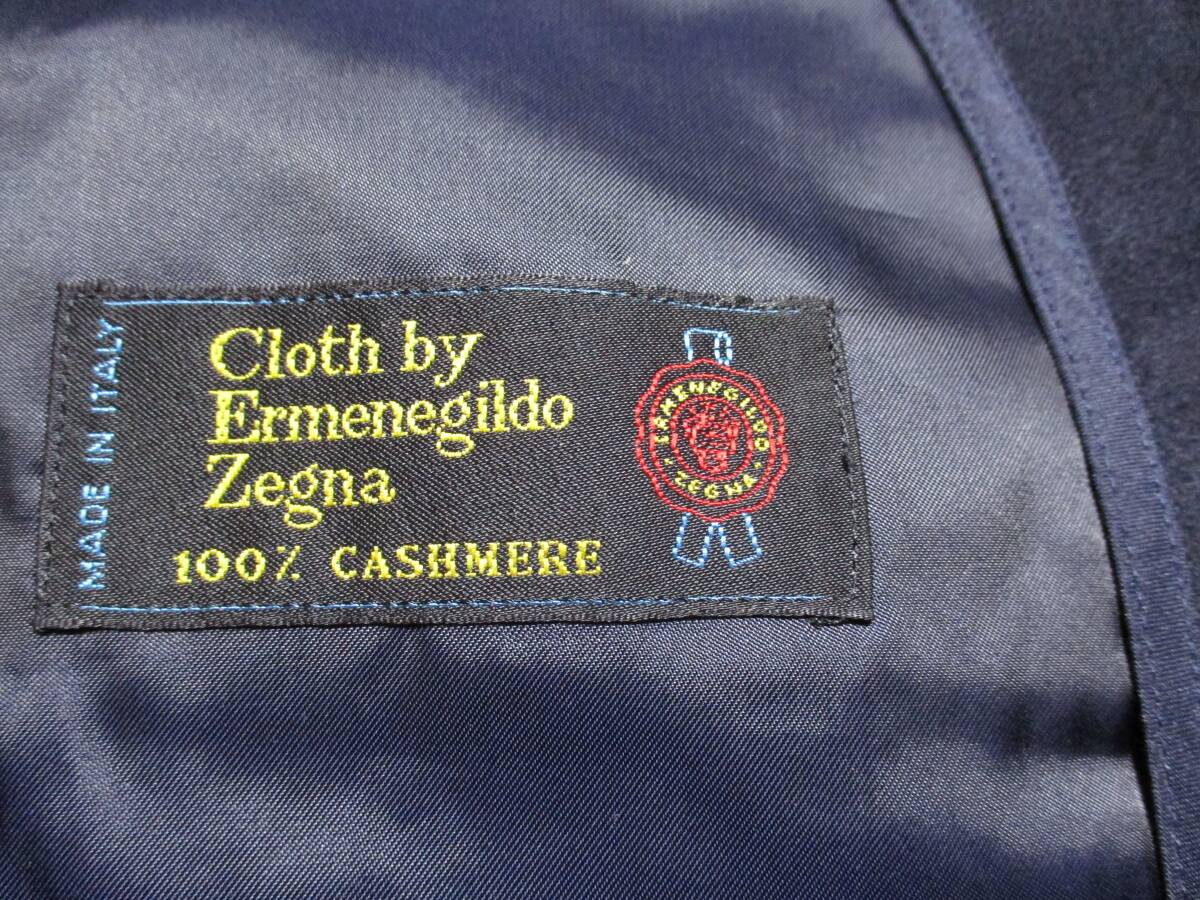 MADE IN ITALY
Cloth by
Ermenegildo
Zegna
100% CASHMERE
ERMENEGILDO
ZEGNA